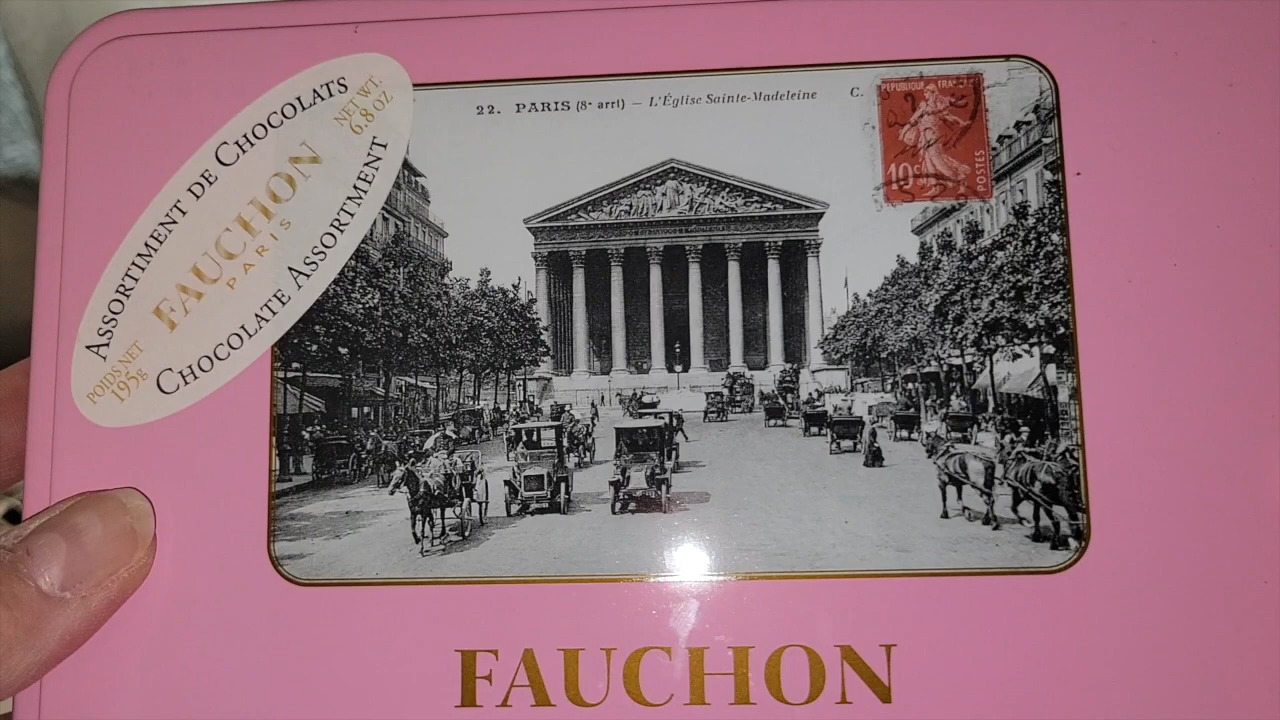 ASSORTIMENT DE CHOCOLATS
NET WT.
6.8 OZ
FAUCHON
PARIS
POIDS NET
195g
CHOCOLATE ASSORTMENT
22. PARIS (8e arrt) – L'Église Sainte-Madeleine
C.
REPUBLIQUE FRANÇAISE
10c
POSTES
FAUCHON